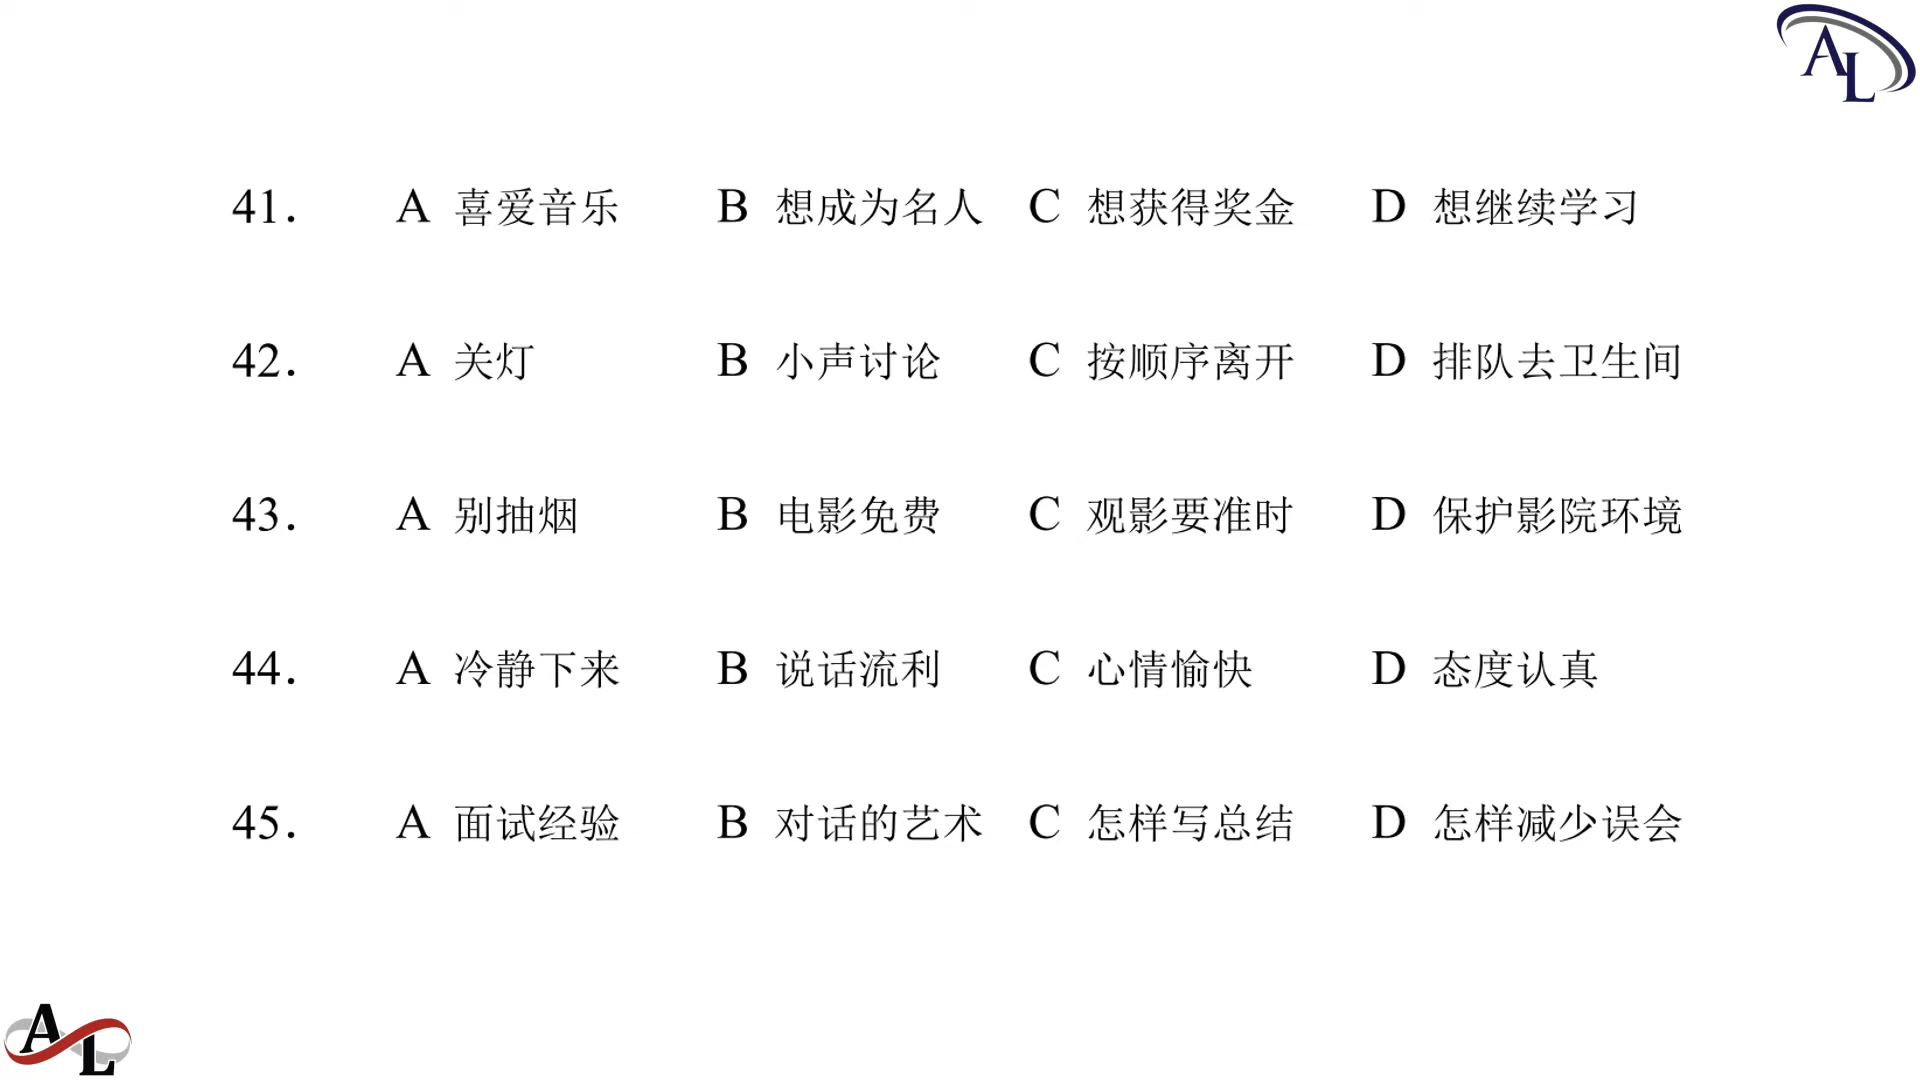 AL
41. A 喜爱音乐 B 想成为名人 C 想获得奖金 D 想继续学习
42. A 关灯 B 小声讨论 C 按顺序离开 D 排队去卫生间
43. A 别抽烟 B 电影免费 C 观影要准时 D 保护影院环境
44. A 冷静下来 B 说话流利 C 心情愉快 D 态度认真
45. A 面试经验 B 对话的艺术 C 怎样写总结 D 怎样减少误会
AL